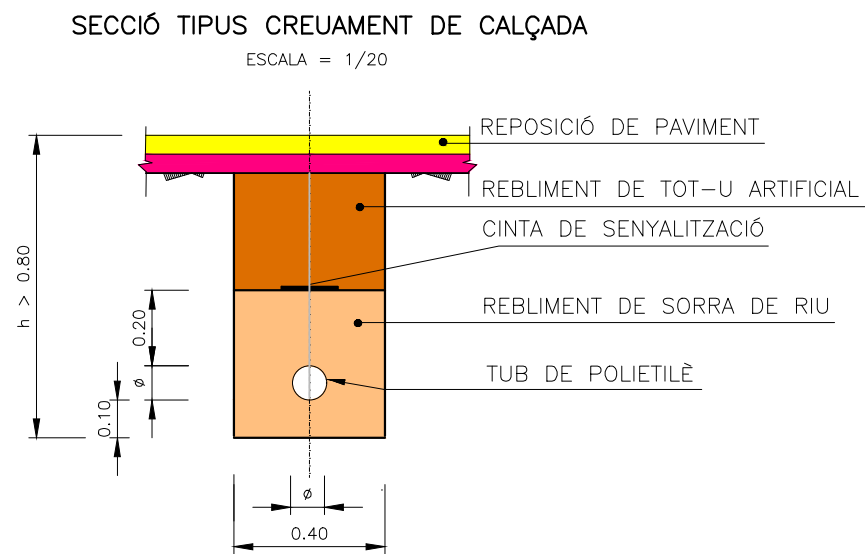 SECCIÓ TIPUS CREUAMENT DE CALÇADA
ESCALA = 1/20
REPOSICIÓ DE PAVIMENT
REBLIMENT DE TOT-U ARTIFICIAL
CINTA DE SENYALITZACIÓ
h > 0.80
0.20
REBLIMENT DE SORRA DE RIU
ø
TUB DE POLIETILÈ
0.10
ø
0.40